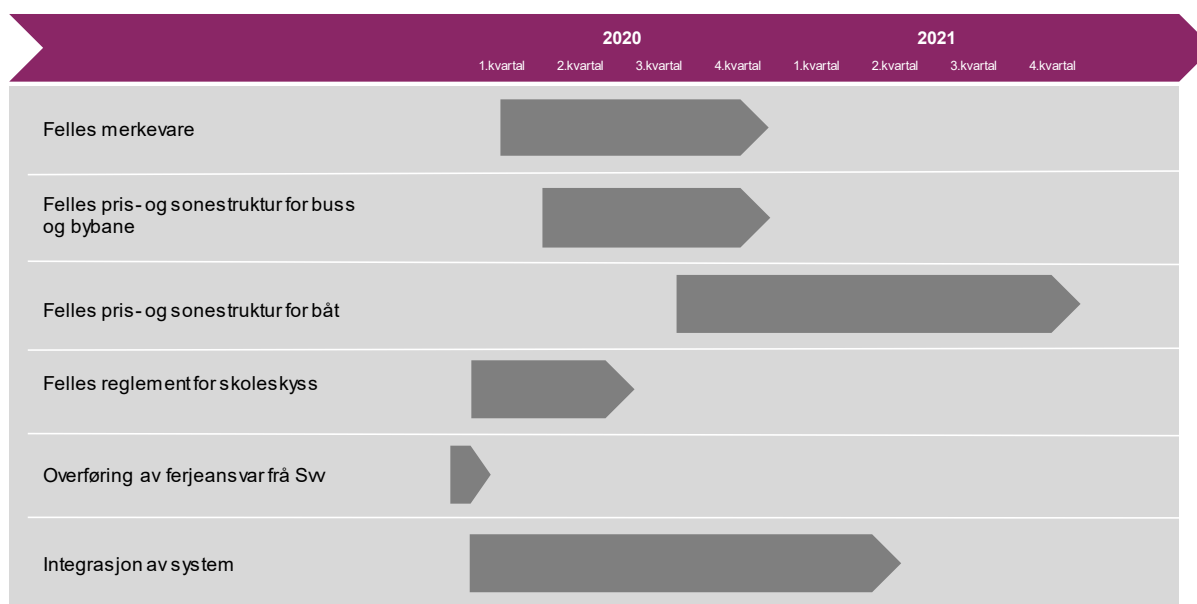 2020 2021
1.kvartal 2.kvartal 3.kvartal 4.kvartal 1.kvartal 2.kvartal 3.kvartal 4.kvartal
Felles merkevare
Felles pris- og sonestruktur for buss
og bybane
Felles pris- og sonestruktur for båt
Felles reglement for skoleskyss
Overføring av ferjeansvar frå Svv
Integrasjon av system